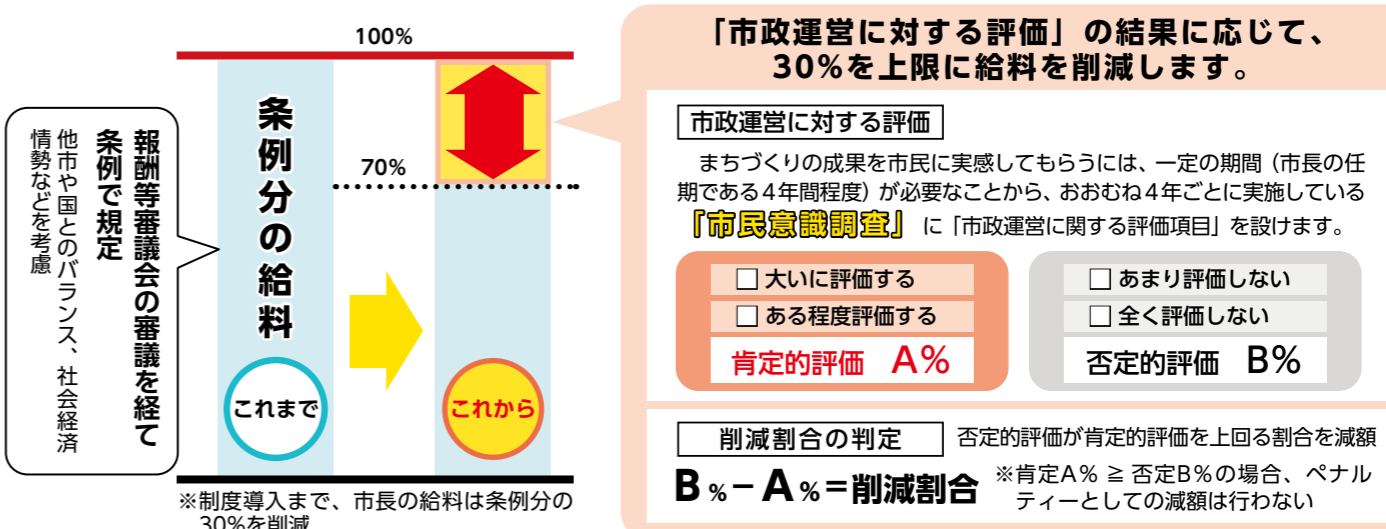 報酬等審議会の審議を経て
条例で規定
他市や国とのバランス、社会経済
情勢などを考慮
100%
70%
条例分の給料
これまで
これから
※制度導入まで、市長の給料は条例分の
30%を削減
「市政運営に対する評価」の結果に応じて、
30%を上限に給料を削減します。
市政運営に対する評価
まちづくりの成果を市民に実感してもらうには、一定の期間（市長の任
期である4年間程度）が必要なことから、おおむね4年ごとに実施している
「市民意識調査」に「市政運営に関する評価項目」を設けます。
□ 大いに評価する
□ ある程度評価する
肯定的評価 A%
□ あまり評価しない
□ 全く評価しない
否定的評価 B%
削減割合の判定
否定的評価が肯定的評価を上回る割合を減額
B%－A%＝削減割合
※肯定A% ≧ 否定B%の場合、ペナル
ティーとしての減額は行わない